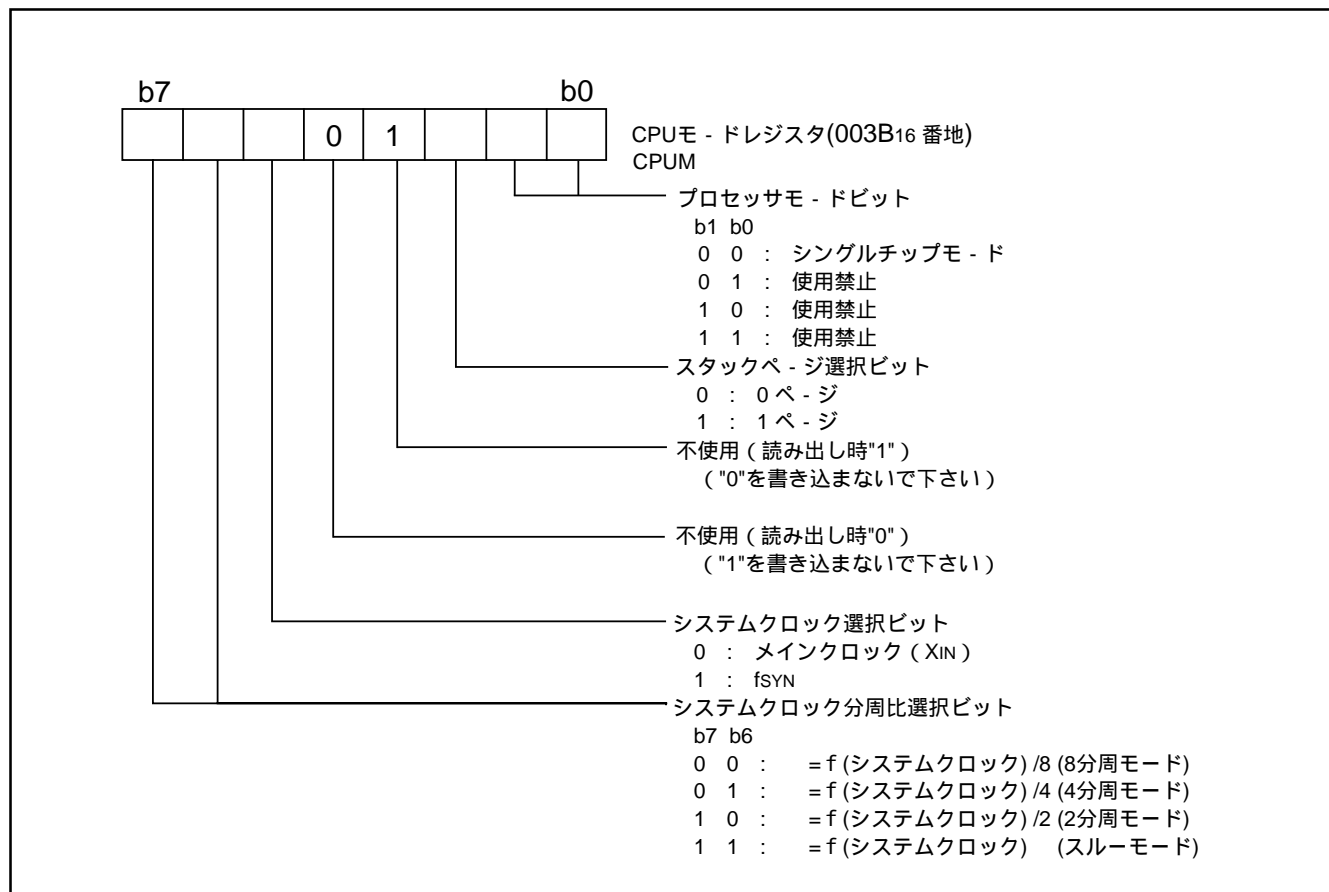 b7 b0
0 1
CPUモ - ドレジスタ(003B16 番地)
CPUM
プロセッサモ - ドビット
b1 b0
0 0 : シングルチップモ - ド
0 1 : 使用禁止
1 0 : 使用禁止
1 1 : 使用禁止
スタックペ - ジ選択ビット
0 : 0 ペ - ジ
1 : 1 ペ - ジ
不使用 ( 読み出し時"1" )
( "0"を書き込まないで下さい )
不使用 ( 読み出し時"0" )
( "1"を書き込まないで下さい )
システムクロック選択ビット
0 : メインクロック ( XIN )
1 : fSYN
システムクロック分周比選択ビット
b7 b6
0 0 : = f (システムクロック) /8 (8分周モード)
0 1 : = f (システムクロック) /4 (4分周モード)
1 0 : = f (システムクロック) /2 (2分周モード)
1 1 : = f (システムクロック) (スルーモード)